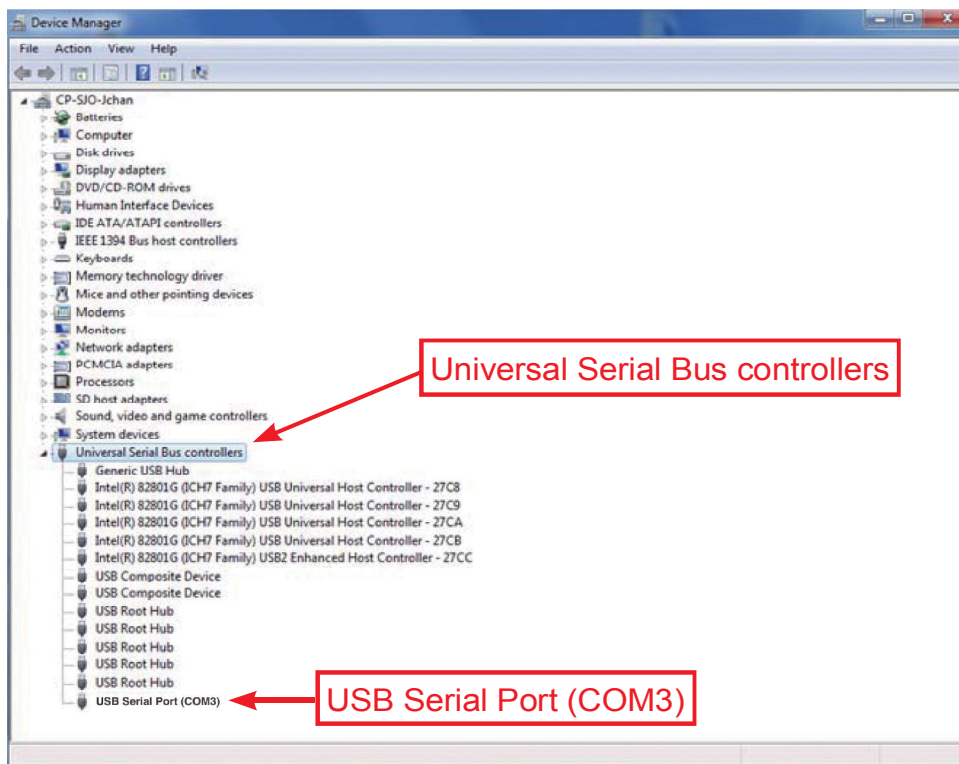 Device Manager
File Action View Help
CP-SJO-Jchan
Batteries
Computer
Disk drives
Display adapters
DVD/CD-ROM drives
Human Interface Devices
IDE ATA/ATAPI controllers
IEEE 1394 Bus host controllers
Keyboards
Memory technology driver
Mice and other pointing devices
Modems
Monitors
Network adapters
PCMCIA adapters
Processors
SD host adapters
Sound, video and game controllers
System devices
Universal Serial Bus controllers
Universal Serial Bus controllers
Generic USB Hub
Intel(R) 82801G (ICH7 Family) USB Universal Host Controller - 27C8
Intel(R) 82801G (ICH7 Family) USB Universal Host Controller - 27C9
Intel(R) 82801G (ICH7 Family) USB Universal Host Controller - 27CA
Intel(R) 82801G (ICH7 Family) USB Universal Host Controller - 27CB
Intel(R) 82801G (ICH7 Family) USB2 Enhanced Host Controller - 27CC
USB Composite Device
USB Composite Device
USB Root Hub
USB Root Hub
USB Root Hub
USB Root Hub
USB Root Hub
USB Serial Port (COM3)
USB Serial Port (COM3)